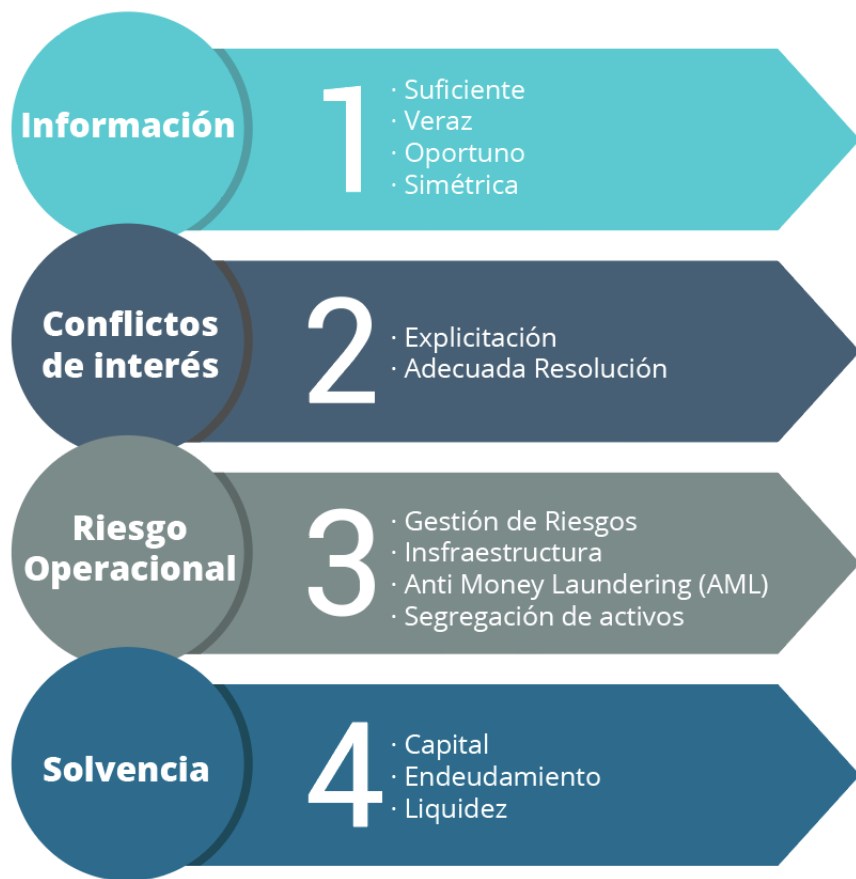 Información
1
· Suficiente
· Veraz
· Oportuno
· Simétrica
Conflictos
de interés
2
· Explicitación
· Adecuada Resolución
Riesgo
Operacional
3
· Gestión de Riesgos
· Insfraestructura
· Anti Money Laundering (AML)
· Segregación de activos
Solvencia
4
· Capital
· Endeudamiento
· Liquidez